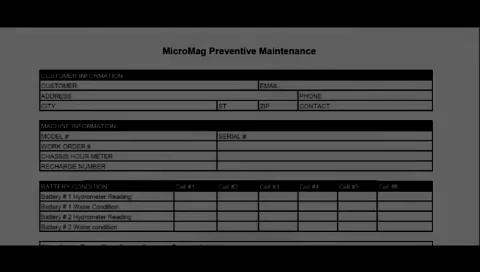 MicroMag Preventive Maintenance
CUSTOMER INFORMATION
CUSTOMER EMAIL
ADDRESS PHONE
CITY ST ZIP CONTACT
MACHINE INFORMATION
MODEL # SERIAL #
WORK ORDER #
CHASSIS HOUR METER
RECHARGE NUMBER
BATTERY CONDITION Cell #1 Cell #2 Cell #3 Cell #4 Cell #5 Cell #6
Battery # 1 Hydrometer Reading
Battery # 1 Water Condition
Battery # 2 Hydrometer Reading
Battery # 2 Water condition